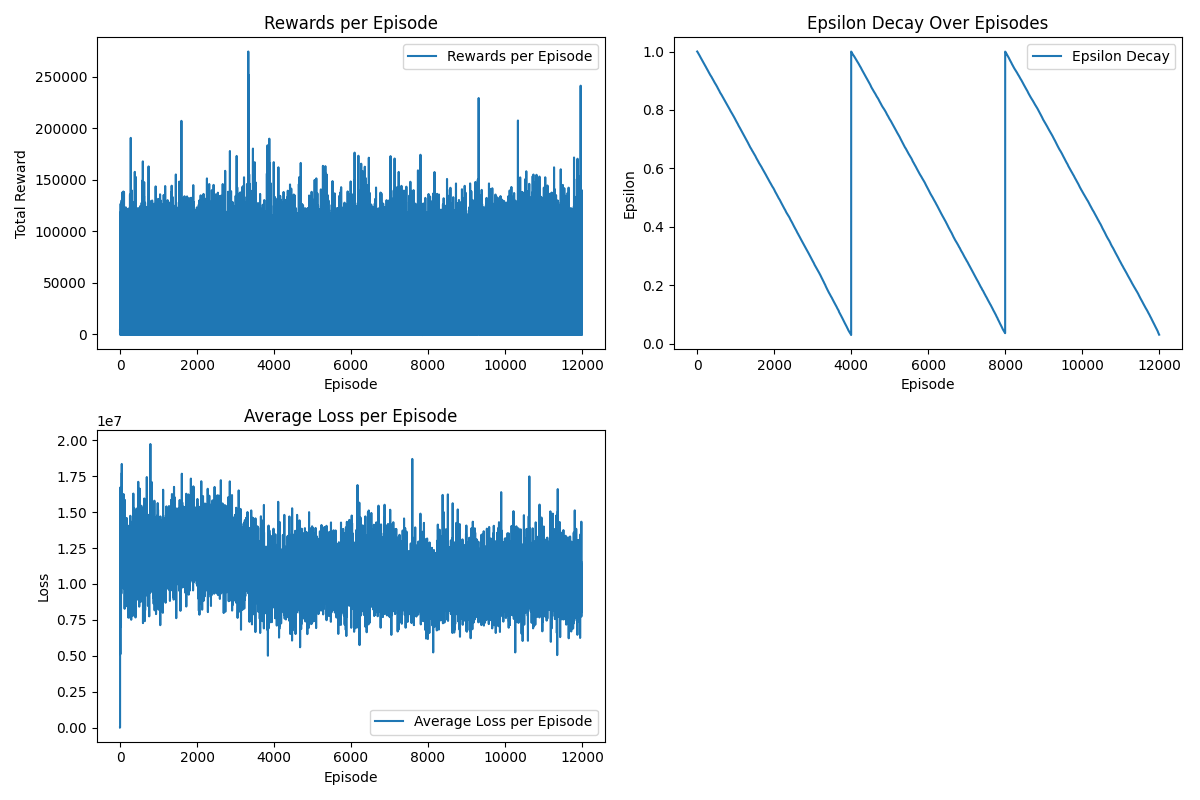 Rewards per Episode
Rewards per Episode
Total Reward
250000
200000
150000
100000
50000
0
0 2000 4000 6000 8000 10000 12000
Episode
Epsilon Decay Over Episodes
Epsilon Decay
Epsilon
1.0
0.8
0.6
0.4
0.2
0.0
0 2000 4000 6000 8000 10000 12000
Episode
Average Loss per Episode
1e7
Loss
2.00
1.75
1.50
1.25
1.00
0.75
0.50
0.25
0.00
Average Loss per Episode
0 2000 4000 6000 8000 10000 12000
Episode